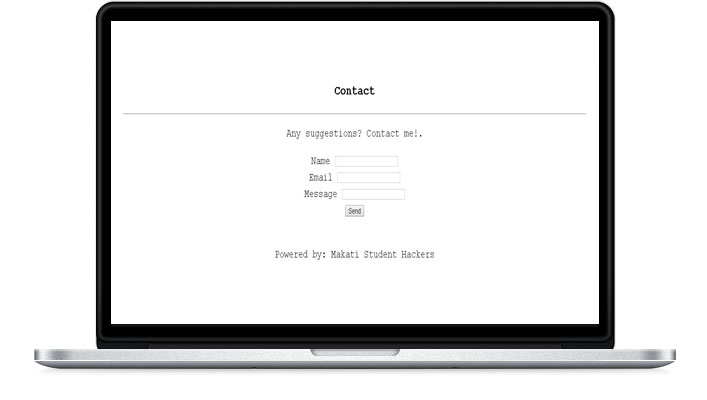 Contact
Any suggestions? Contact me!.
Name
Email
Message
Send
Powered by: Makati Student Hackers